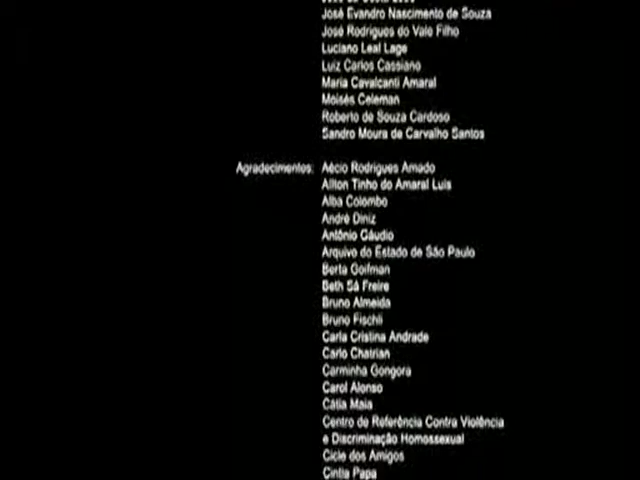 José Evandro Nascimento de Souza
José Rodrigues do Vale Filho
Luciano Leal Lage
Luiz Carlos Cassiano
Maria Cavalcanti Amaral
Moisés Celeman
Roberto de Souza Cardoso
Sandro Moura de Carvalho Santos
Agradecimentos: Aécio Rodrigues Amado
Ailton Tinho do Amaral Luis
Alba Colombo
André Diniz
Antônio Gáudio
Arquivo do Estado de São Paulo
Berta Goifman
Beth Sá Freire
Bruno Almeida
Bruno Fischli
Carla Cristina Andrade
Carlo Chatrian
Carminha Gongora
Carol Alonso
Cátia Maia
Centro de Referência Contra Violência
e Discriminação Homossexual
Cicle dos Amigos
Cintia Papa